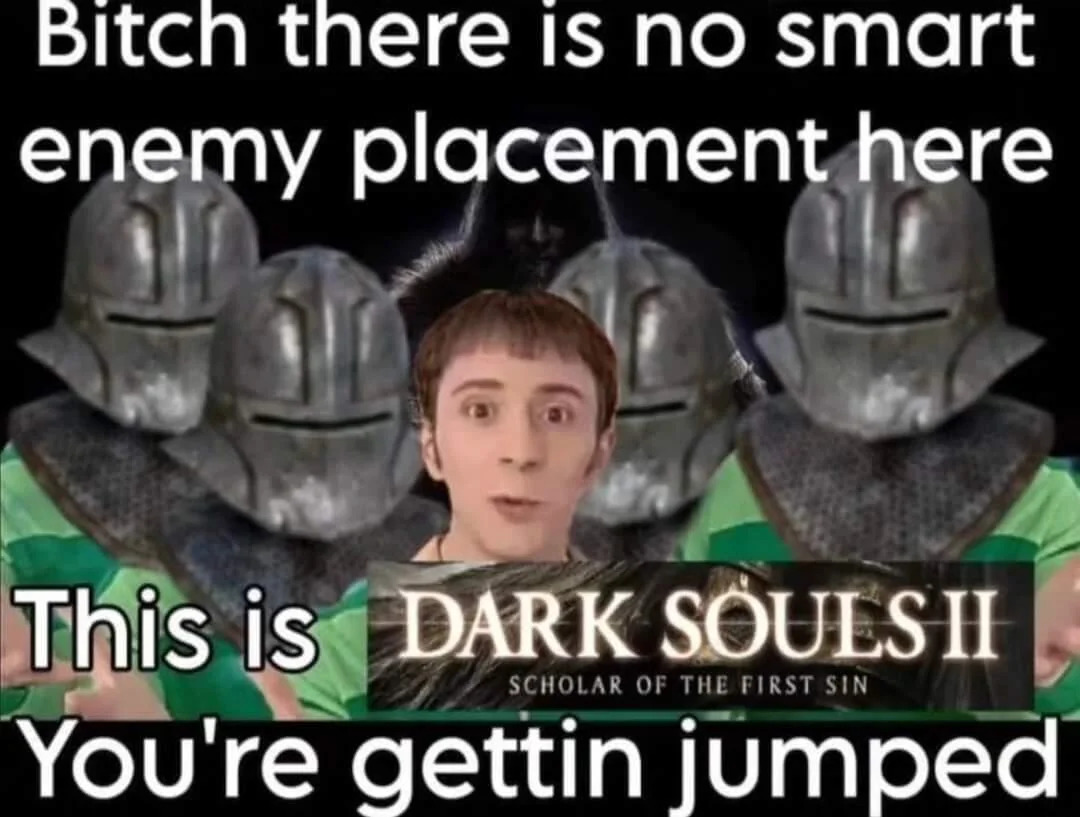 Bitch there is no smart
enemy placement here
This is DARK SOULS II
SCHOLAR OF THE FIRST SIN
You're gettin jumped